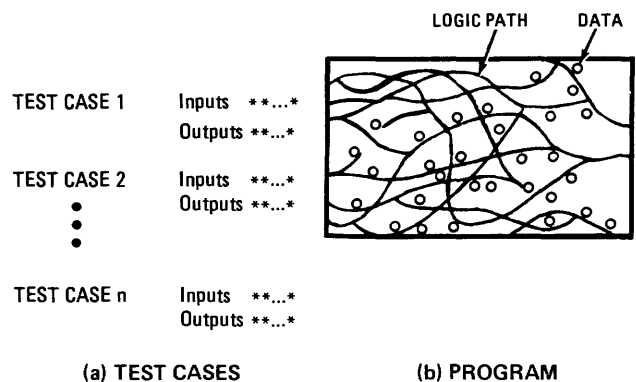 LOGIC PATH DATA
TEST CASE 1 Inputs **...*
Outputs **...*
TEST CASE 2 Inputs **...*
Outputs **...*
TEST CASE n Inputs **...*
Outputs **...*
(a) TEST CASES (b) PROGRAM